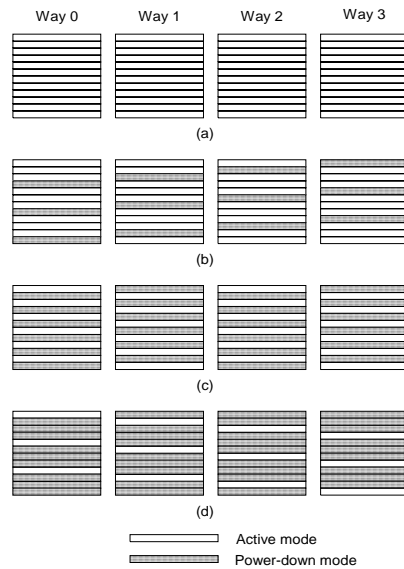 Way 0 Way 1 Way 2 Way 3
(a)
(b)
(c)
(d)
Active mode
Power-down mode